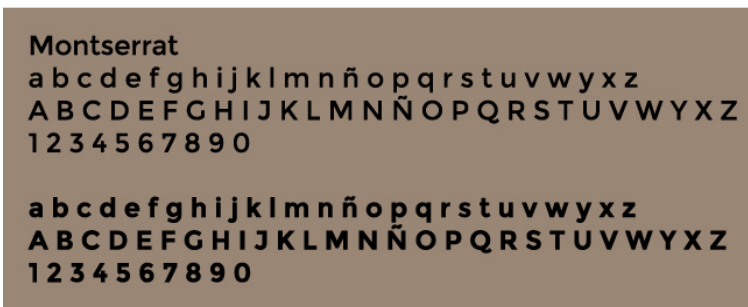 Montserrat
a b c d e f g h i j k l m n ñ o p q r s t u v w y x z
A B C D E F G H I J K L M N Ñ O P Q R S T U V W Y X Z
1 2 3 4 5 6 7 8 9 0
a b c d e f g h i j k l m n ñ o p q r s t u v w y x z
A B C D E F G H I J K L M N Ñ O P Q R S T U V W Y X Z
1 2 3 4 5 6 7 8 9 0